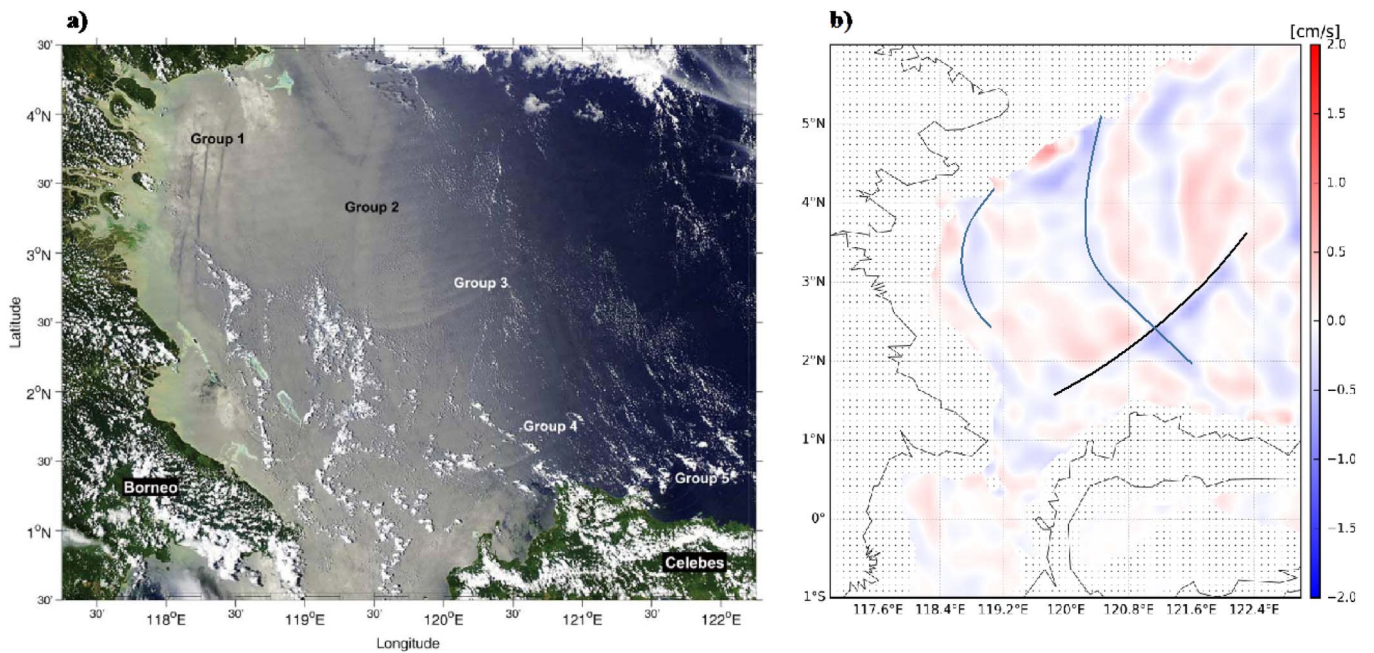 a)
b)
[cm/s]
30'
4°N
30'
3°N
30'
2°N
30'
1°N
30'
Latitude
Group 1
Group 2
Group 3
Group 4
Group 5
Borneo
Celebes
30' 118°E 30' 119°E 30' 120°E 30' 121°E 30' 122°E
Longitude
5°N
4°N
3°N
2°N
1°N
0°
1°S
117.6°E 118.4°E 119.2°E 120°E 120.8°E 121.6°E 122.4°E
2.0
1.5
1.0
0.5
0.0
−0.5
−1.0
−1.5
−2.0